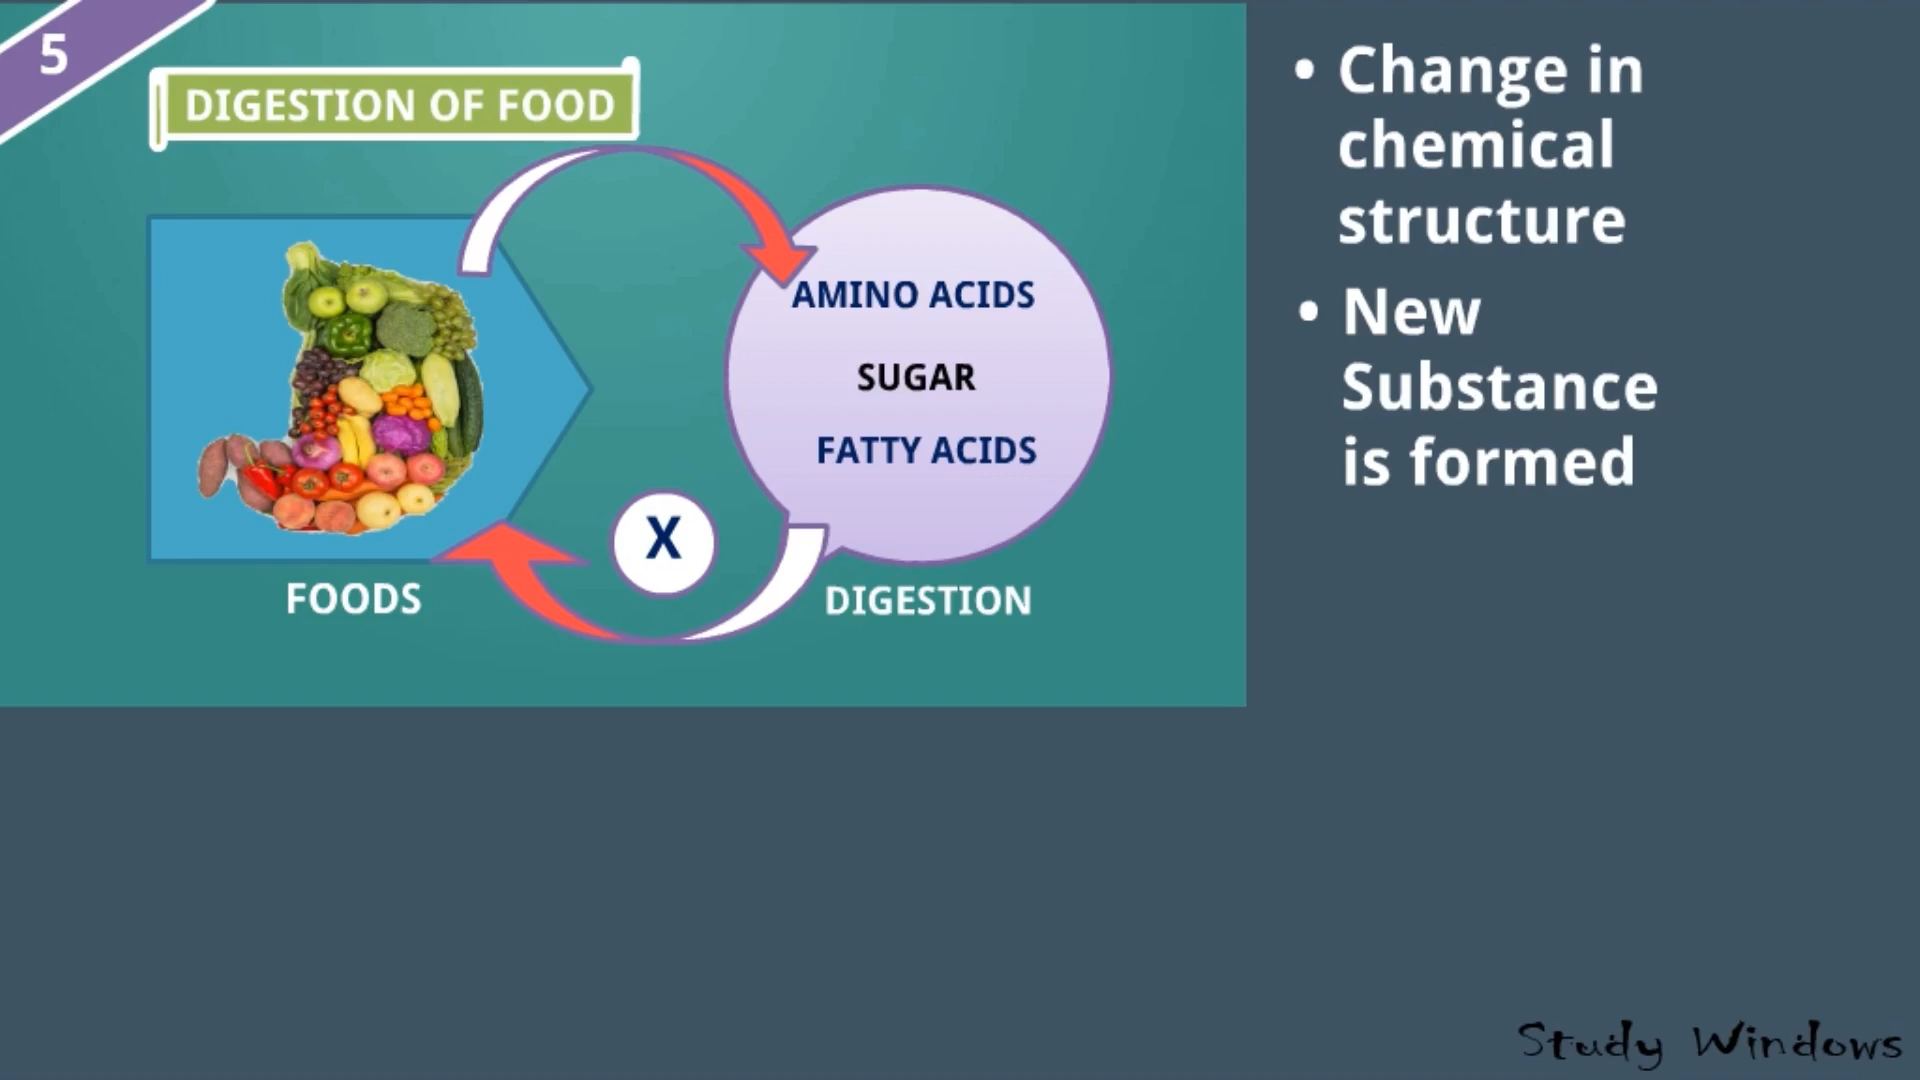 5
DIGESTION OF FOOD
AMINO ACIDS
SUGAR
FATTY ACIDS
X
FOODS
DIGESTION
• Change in
chemical
structure
• New
Substance
is formed
Study Windows